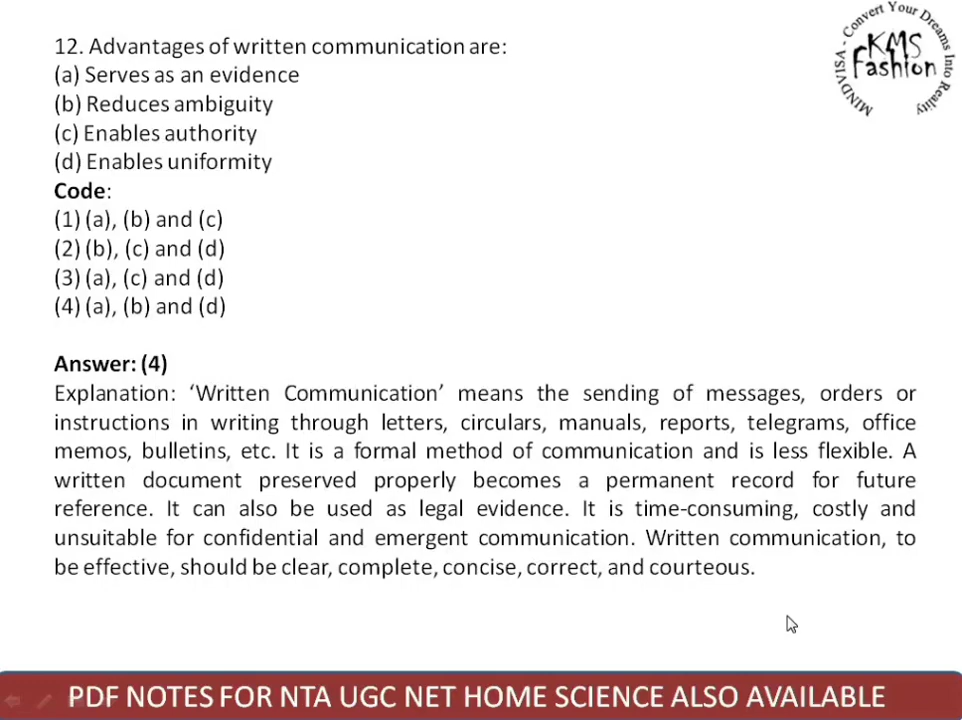 12. Advantages of written communication are:
(a) Serves as an evidence
(b) Reduces ambiguity
(c) Enables authority
(d) Enables uniformity
Code:
(1) (a), (b) and (c)
(2) (b), (c) and (d)
(3) (a), (c) and (d)
(4) (a), (b) and (d)
Answer: (4)
Explanation: ‘Written Communication’ means the sending of messages, orders or
instructions in writing through letters, circulars, manuals, reports, telegrams, office
memos, bulletins, etc. It is a formal method of communication and is less flexible. A
written document preserved properly becomes a permanent record for future
reference. It can also be used as legal evidence. It is time-consuming, costly and
unsuitable for confidential and emergent communication. Written communication, to
be effective, should be clear, complete, concise, correct, and courteous.
MINDVISA - Convert Your Dreams Into Reality
KMS
Fashion
PDF NOTES FOR NTA UGC NET HOME SCIENCE ALSO AVAILABLE